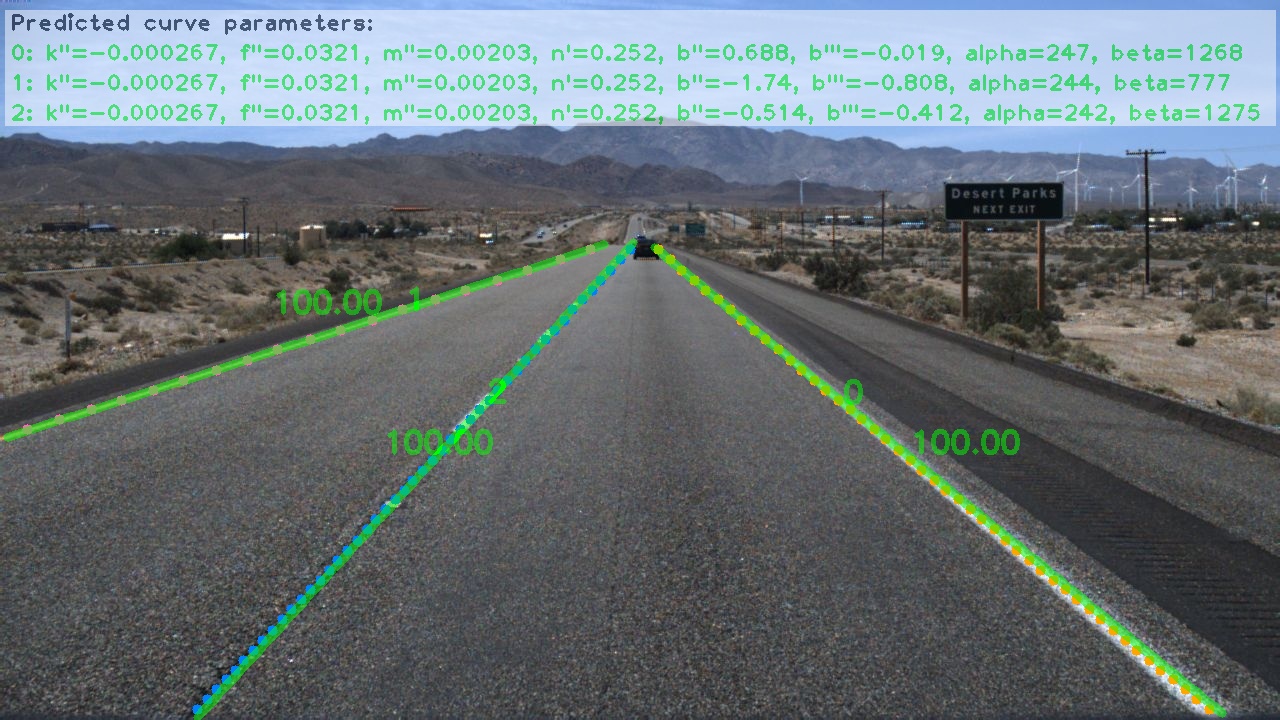 Predicted curve parameters:
0: k''=-0.000267, f''=0.0321, m''=0.00203, n'=0.252, b''=0.688, b'''=-0.019, alpha=247, beta=1268
1: k''=-0.000267, f''=0.0321, m''=0.00203, n'=0.252, b''=-1.74, b'''=-0.808, alpha=244, beta=777
2: k''=-0.000267, f''=0.0321, m''=0.00203, n'=0.252, b''=-0.514, b'''=-0.412, alpha=242, beta=1275
Desert Parks
NEXT EXIT
100.00 1
2
0
100.00
100.00